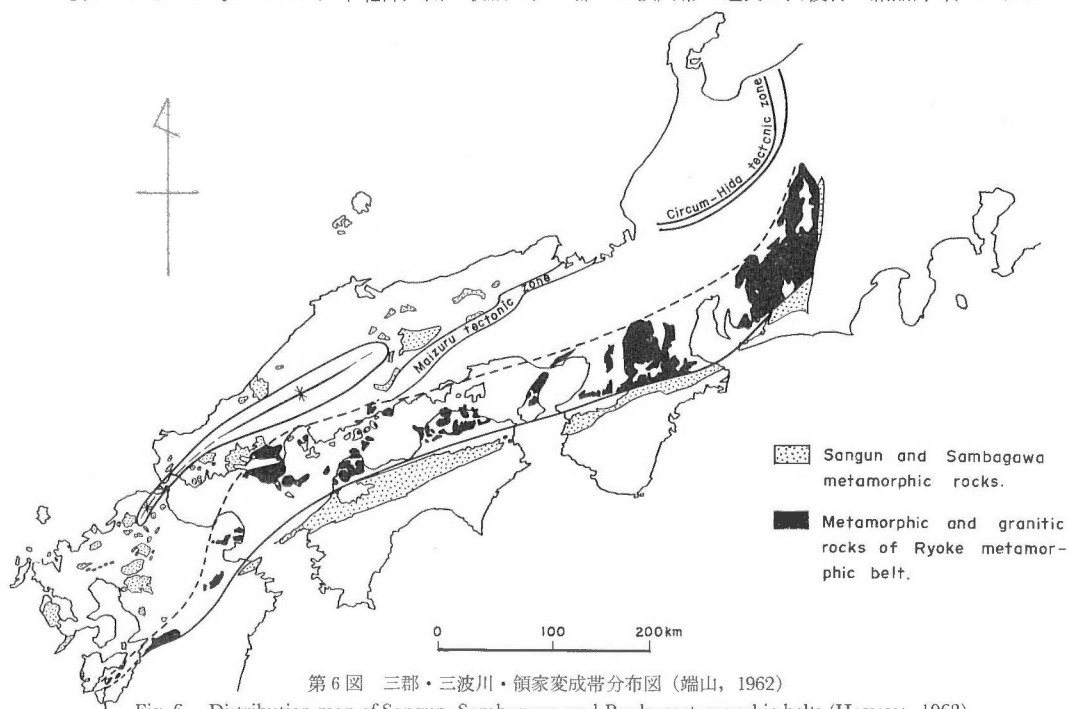 Circum-Hida tectonic zone
Maizuru tectonic zone
Sangun and Sambagawa
metamorphic rocks.
Metamorphic and granitic
rocks of Ryoke metamor-
phic belt.
0 100 200km
第6図 三郡・三波川・領家変成帯分布図（端山，1962）
Fig. 6 Distribution map of Sangun, Sambagawa and Ryoke metamorphic belts (Hayama, 1962)